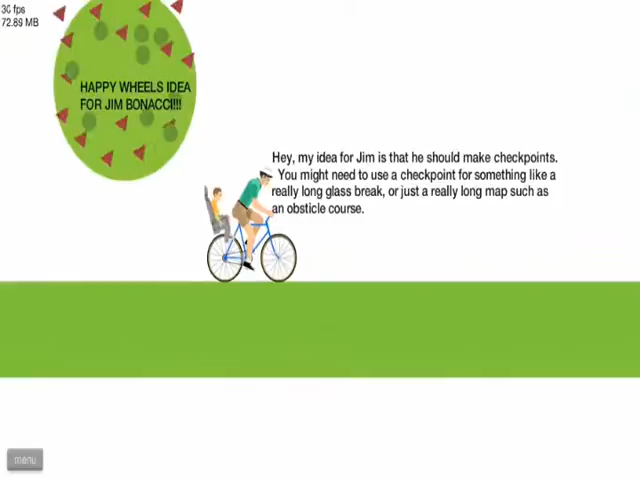 30 fps
72.89 MB
HAPPY WHEELS IDEA
FOR JIM BONACCI!!!
Hey, my idea for Jim is that he should make checkpoints.
You might need to use a checkpoint for something like a
really long glass break, or just a really long map such as
an obsticle course.
menu